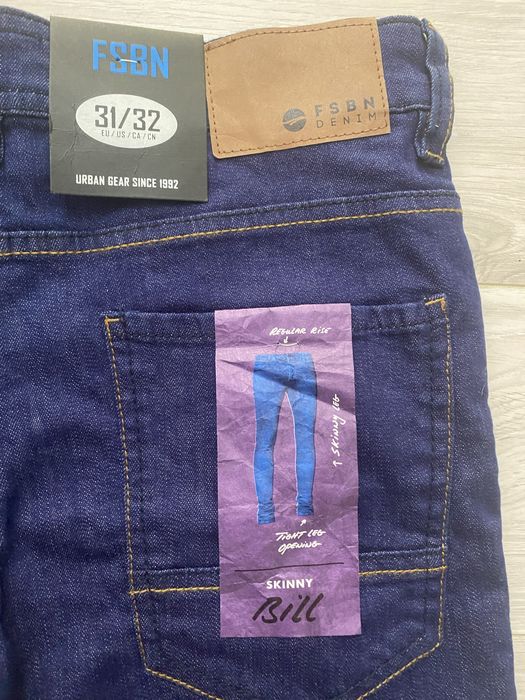 FSBN
31/32
EU / US / CA / CN
URBAN GEAR SINCE 1992
FSBN
DENIM
REGULAR RISE
↑ SKINNY LEG
TIGHT LEG
OPENING
SKINNY
Bill